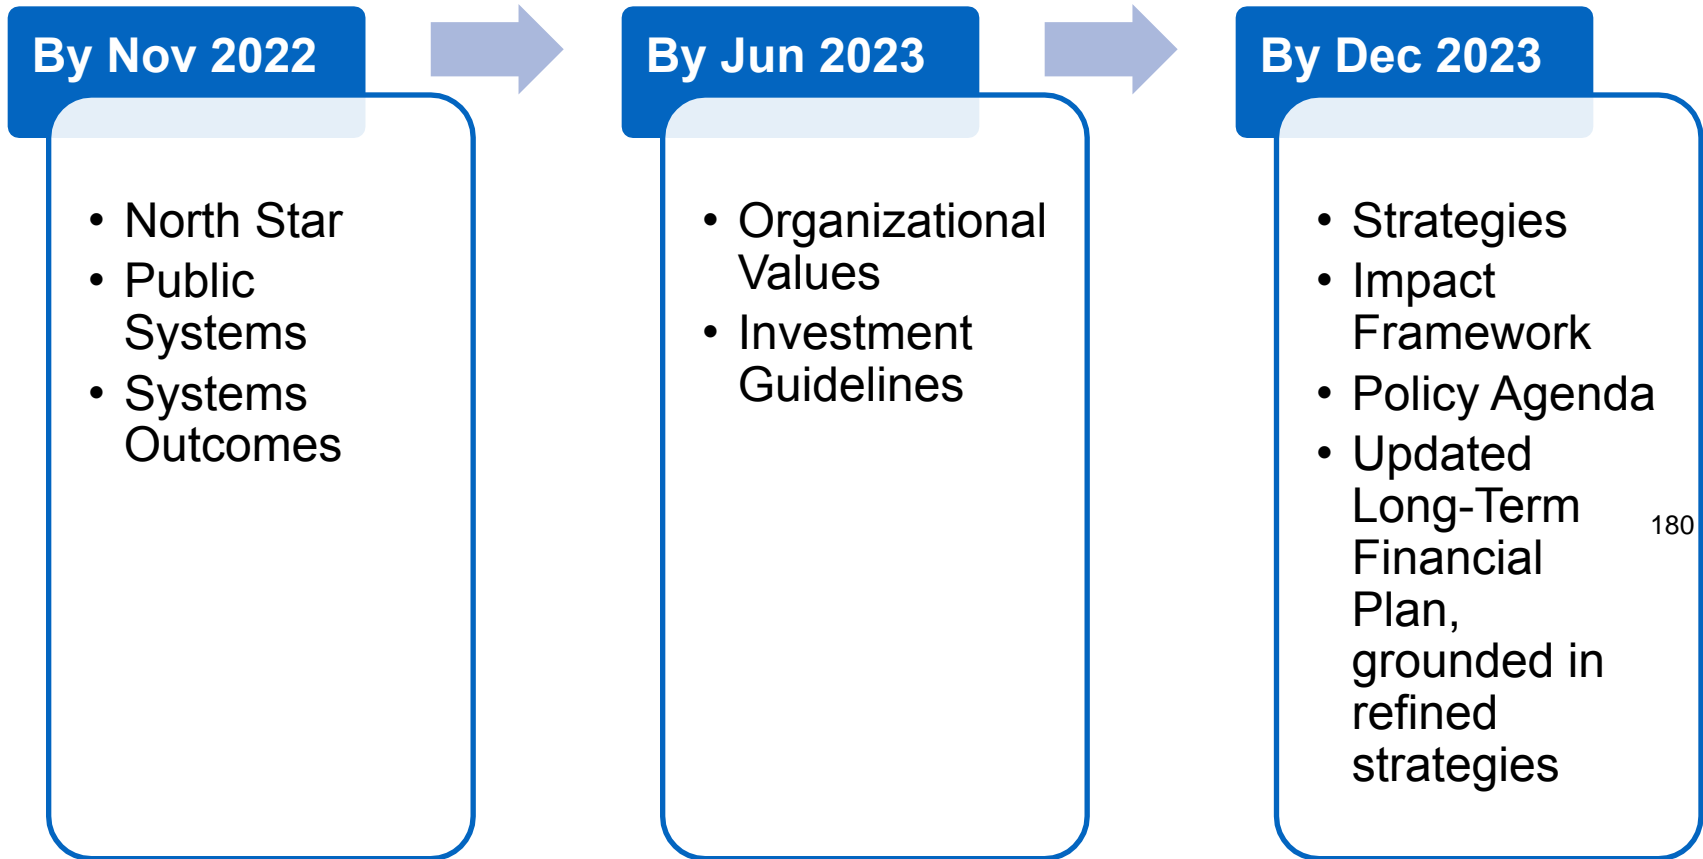 By Nov 2022
• North Star
• Public
Systems
• Systems
Outcomes
By Jun 2023
• Organizational
Values
• Investment
Guidelines
By Dec 2023
• Strategies
• Impact
Framework
• Policy Agenda
• Updated
Long-Term
Financial
Plan,
grounded in
refined
strategies
180